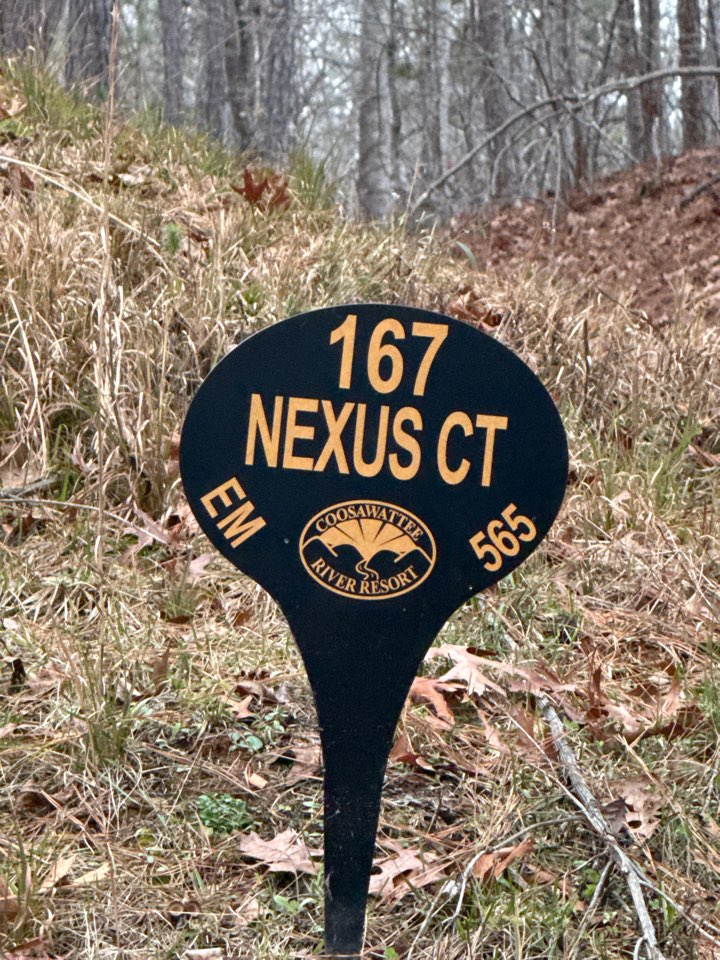 167
NEXUS CT
EM
COOSAWATTEE
RIVER RESORT
565